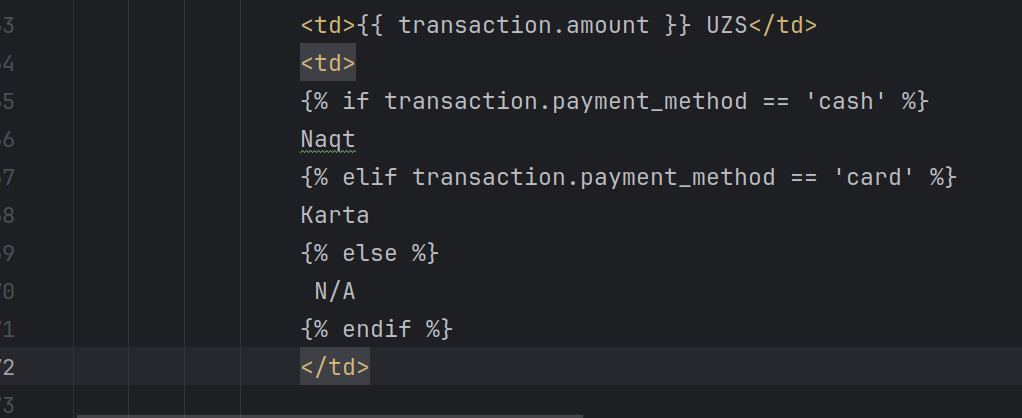 3 <td>{{ transaction.amount }} UZS</td>
4 <td>
5 {% if transaction.payment_method == 'cash' %}
6 Naqt
7 {% elif transaction.payment_method == 'card' %}
8 Karta
9 {% else %}
0 N/A
1 {% endif %}
2 </td>
3